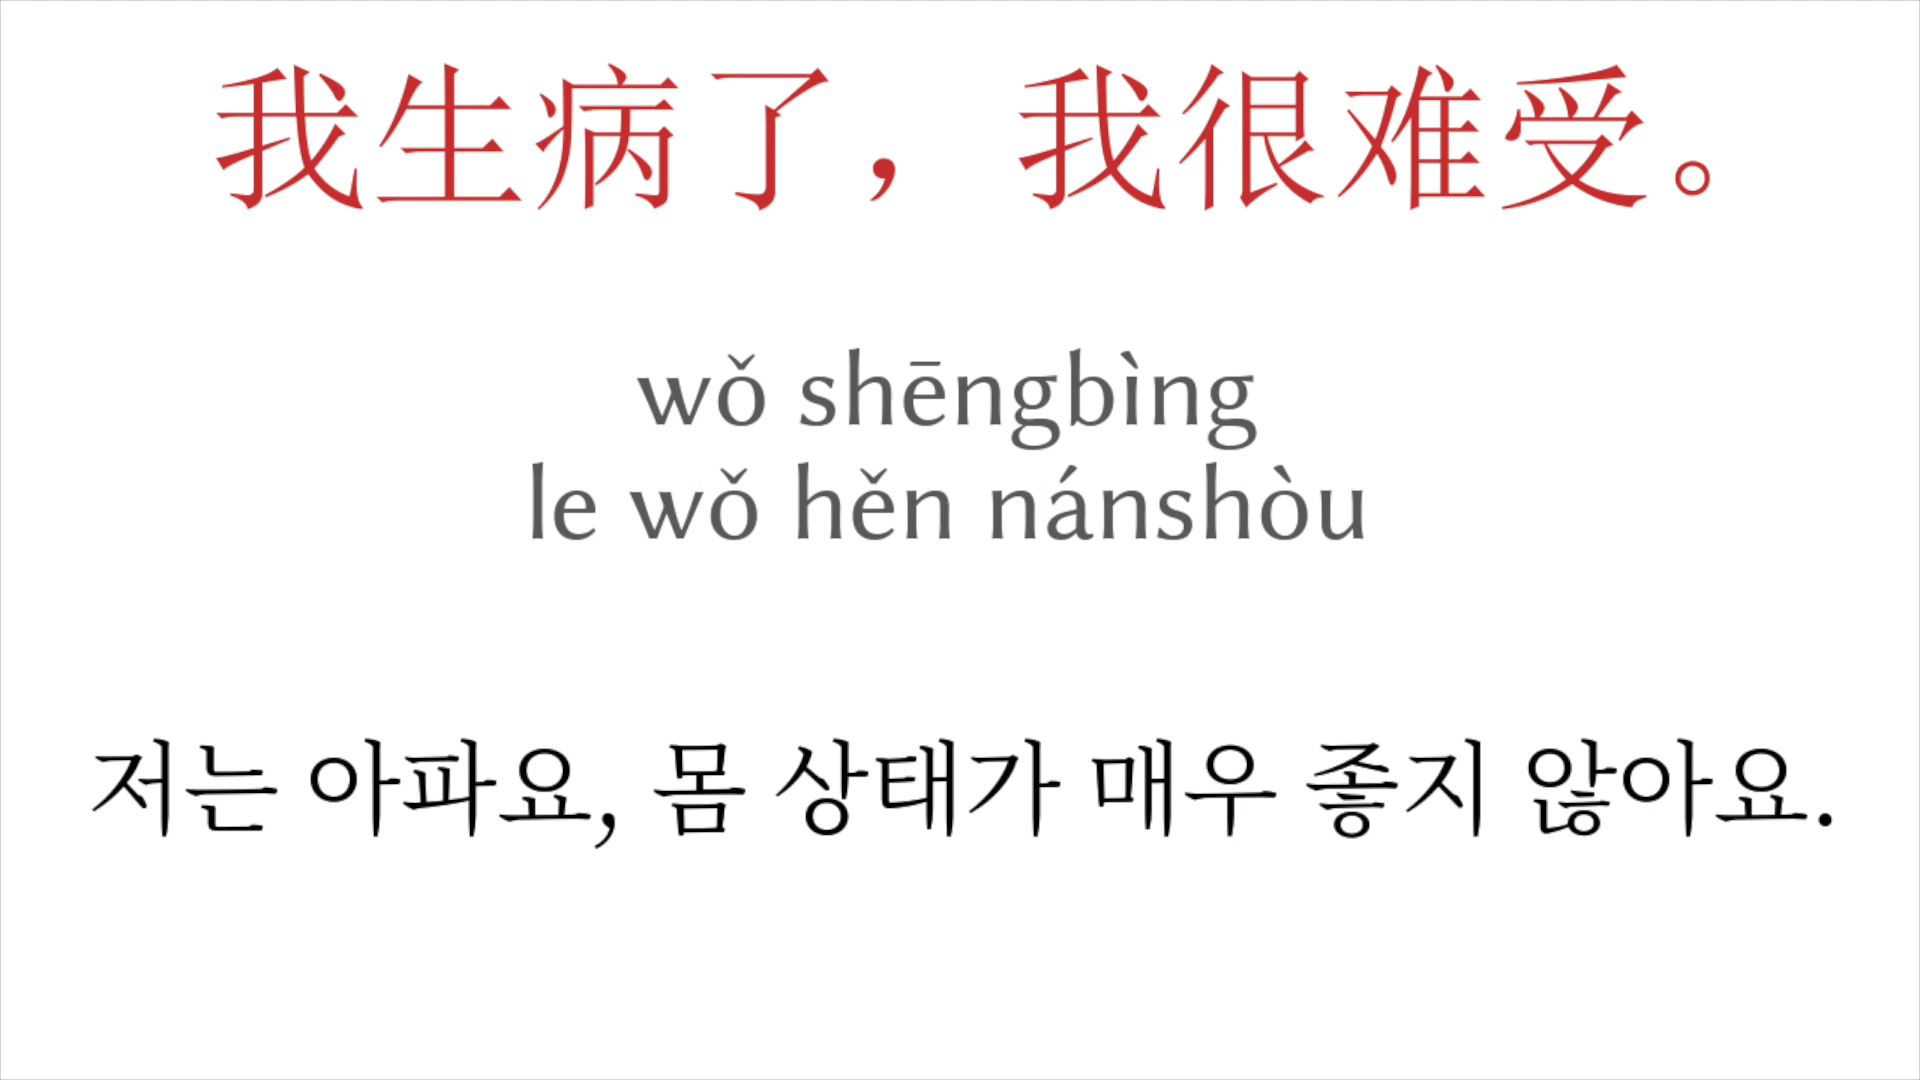 我生病了，我很难受。
wǒ shēngbìng
le wǒ hěn nánshòu
저는 아파요, 몸 상태가 매우 좋지 않아요.